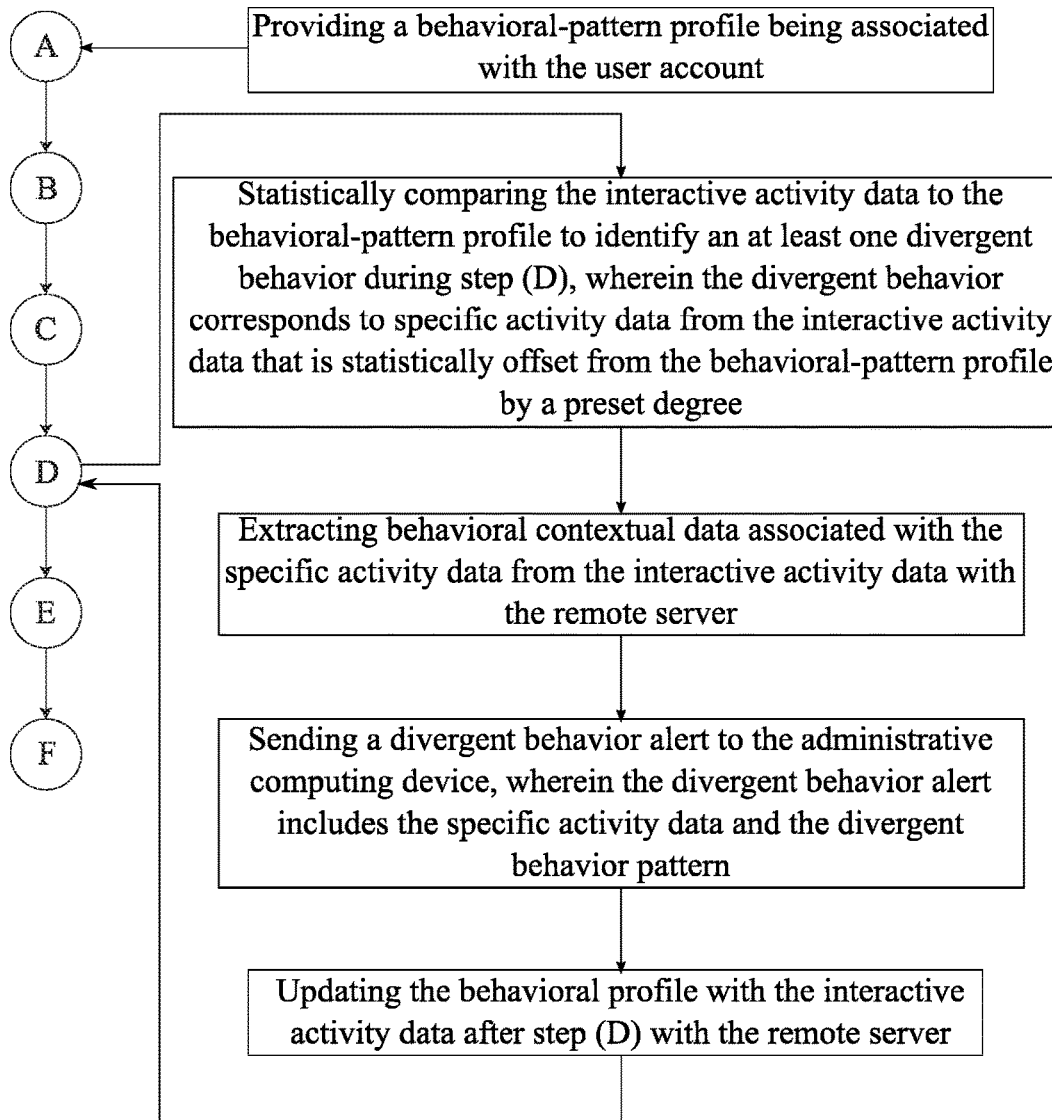 A
Providing a behavioral-pattern profile being associated
with the user account
B
Statistically comparing the interactive activity data to the
behavioral-pattern profile to identify an at least one divergent
behavior during step (D), wherein the divergent behavior
corresponds to specific activity data from the interactive activity
data that is statistically offset from the behavioral-pattern profile
by a preset degree
C
D
Extracting behavioral contextual data associated with the
specific activity data from the interactive activity data with
the remote server
E
Sending a divergent behavior alert to the administrative
computing device, wherein the divergent behavior alert
includes the specific activity data and the divergent
behavior pattern
F
Updating the behavioral profile with the interactive
activity data after step (D) with the remote server